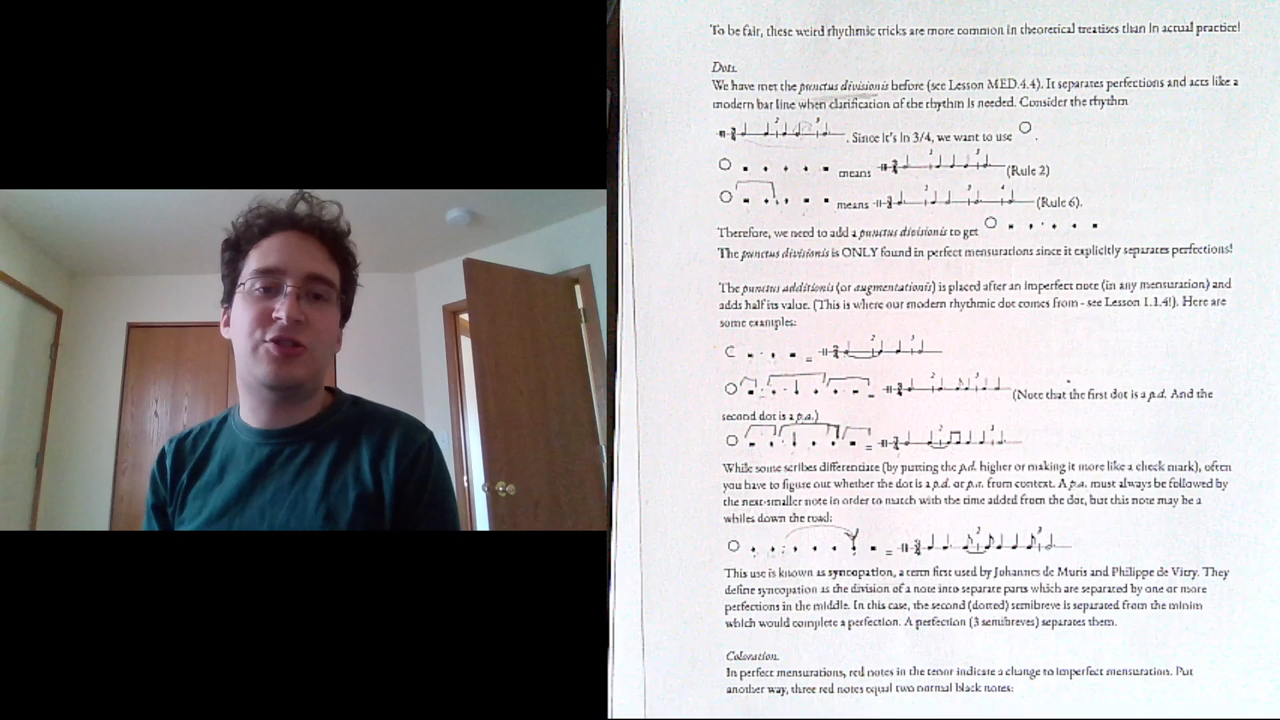 To be fair, these weird rhythmic tricks are more common in theoretical treatises than in actual practice!
Dots.
We have met the punctus divisionis before (see Lesson MED.4.4). It separates perfections and acts like a
modern bar line when clarification of the rhythm is needed. Consider the rhythm
. Since it's in 3/4, we want to use
means (Rule 2)
means (Rule 6).
Therefore, we need to add a punctus divisionis to get
The punctus divisionis is ONLY found in perfect mensurations since it explicitly separates perfections!
The punctus additionis (or augmentationis) is placed after an imperfect note (in any mensuration) and
adds half its value. (This is where our modern rhythmic dot comes from - see Lesson 1.1.4!). Here are
some examples:
=
= (Note that the first dot is a p.d. And the
second dot is a p.a.)
=
While some scribes differentiate (by putting the p.d. higher or making it more like a check mark), often
you have to figure out whether the dot is a p.d. or p.a. from context. A p.a. must always be followed by
the next-smaller note in order to match with the time added from the dot, but this note may be a
whiles down the road:
=
This use is known as syncopation, a term first used by Johannes de Muris and Philippe de Vitry. They
define syncopation as the division of a note into separate parts which are separated by one or more
perfections in the middle. In this case, the second (dotted) semibreve is separated from the minim
which would complete a perfection. A perfection (3 semibreves) separates them.
Coloration.
In perfect mensurations, red notes in the tenor indicate a change to imperfect mensuration. Put
another way, three red notes equal two normal black notes: